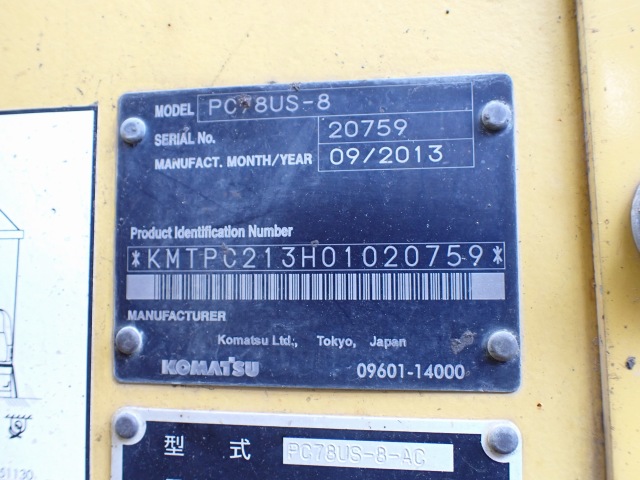 MODEL PC78US-8
SERIAL No. 20759
MANUFACT. MONTH/YEAR 09/2013
Product Identification Number
*KMTPC213H01020759*
MANUFACTURER
Komatsu Ltd., Tokyo, Japan
KOMATSU 09601-14000
型 式 PC78US-8-AC